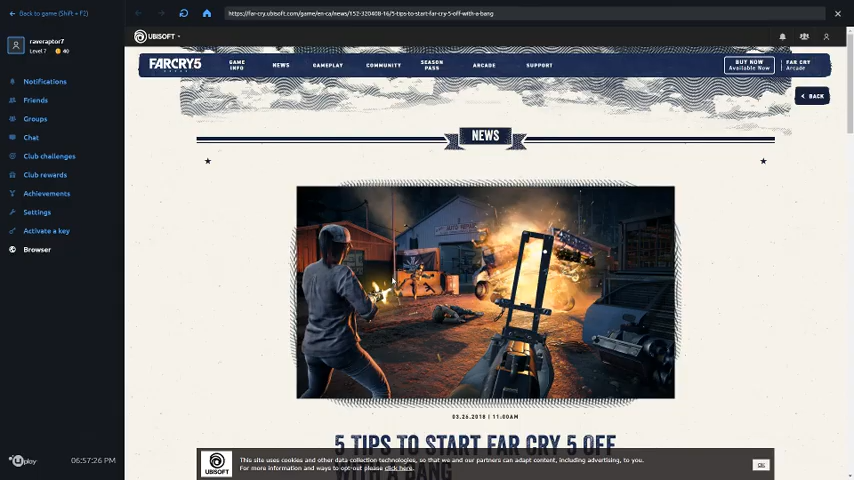 Back to game (Shift + F2)
https://far-cry.ubisoft.com/game/en-ca/news/152-320408-16/5-tips-to-start-far-cry-5-off-with-a-bang
raveraptor7
Level 7 40
Notifications
Friends
Groups
Chat
Club challenges
Club rewards
Achievements
Settings
Activate a key
Browser
uplay
06:57:26 PM
UBISOFT
FARCRY5
GAME INFO
NEWS
GAMEPLAY
COMMUNITY
SEASON PASS
ARCADE
SUPPORT
BUY NOW
Available Now
FAR CRY
Arcade
BACK
NEWS
03.26.2018 | 11:00AM
5 TIPS TO START FAR CRY 5 OFF
WITH A BANG
UBISOFT
This site uses cookies and other data collection technologies, so that we and our partners can adapt content, including advertising, to you.
For more information and ways to opt-out please click here.
OK